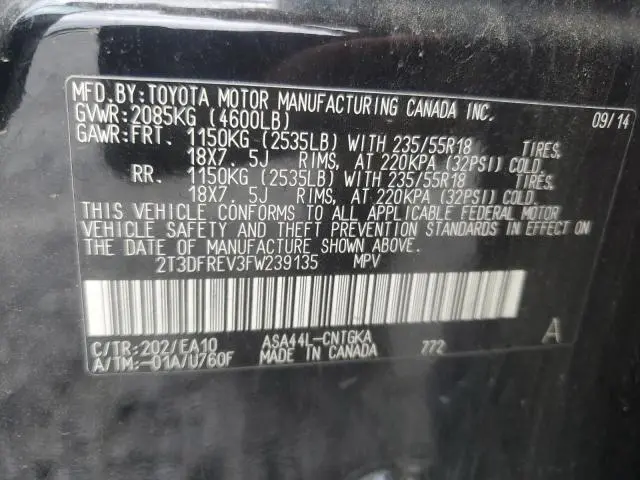 MFD. BY: TOYOTA MOTOR MANUFACTURING CANADA INC.
GVWR: 2085KG (4600LB) 09/14
GAWR: FRT. 1150KG (2535LB) WITH 235/55R18 TIRES,
18X7. 5J RIMS, AT 220KPA (32PSI) COLD.
RR. 1150KG (2535LB) WITH 235/55R18 TIRES,
18X7. 5J RIMS, AT 220KPA (32PSI) COLD.
THIS VEHICLE CONFORMS TO ALL APPLICABLE FEDERAL MOTOR
VEHICLE SAFETY AND THEFT PREVENTION STANDARDS IN EFFECT ON
THE DATE OF MANUFACTURE SHOWN ABOVE.
2T3DFREV3FW239135 MPV
C/TR: 202/EA10 ASA44L-CNTGKA 772 A
A/TM: -01A/U760F MADE IN CANADA